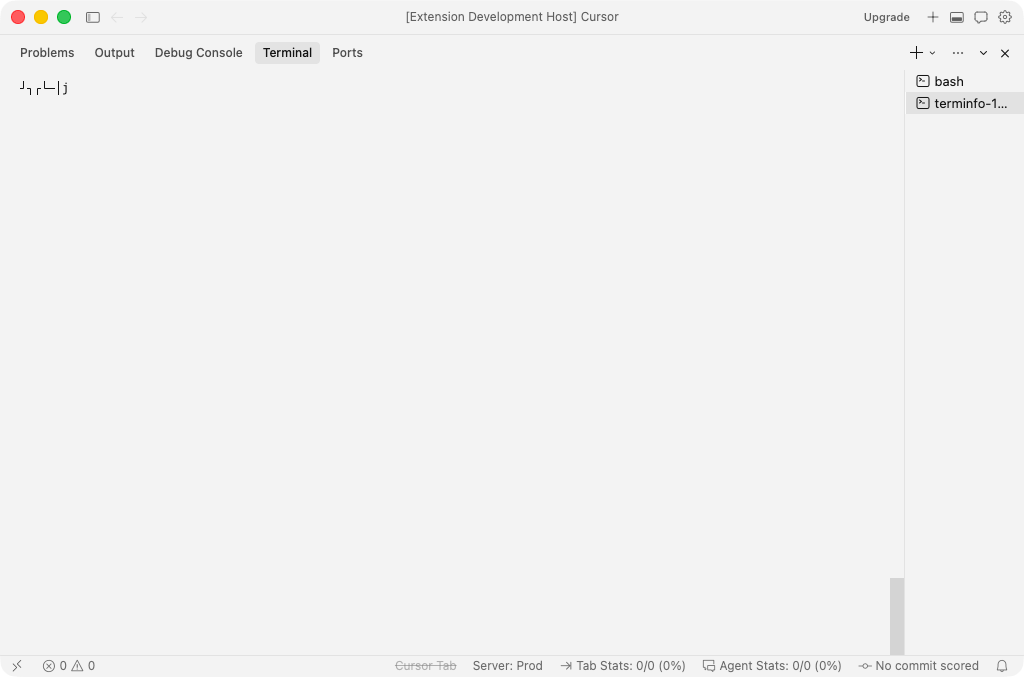 [Extension Development Host] Cursor
Upgrade
Problems
Output
Debug Console
Terminal
Ports
┘┐┌└─│j
bash
terminfo-1...
0
0
Cursor Tab
Server: Prod
Tab Stats: 0/0 (0%)
Agent Stats: 0/0 (0%)
No commit scored